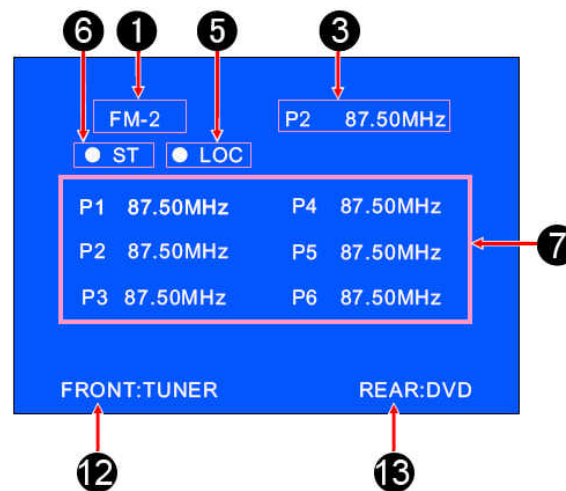 6 1 5 3
FM-2 P2 87.50MHz
ST LOC
P1 87.50MHz P4 87.50MHz
P2 87.50MHz P5 87.50MHz
P3 87.50MHz P6 87.50MHz
7
FRONT:TUNER REAR:DVD
12 13